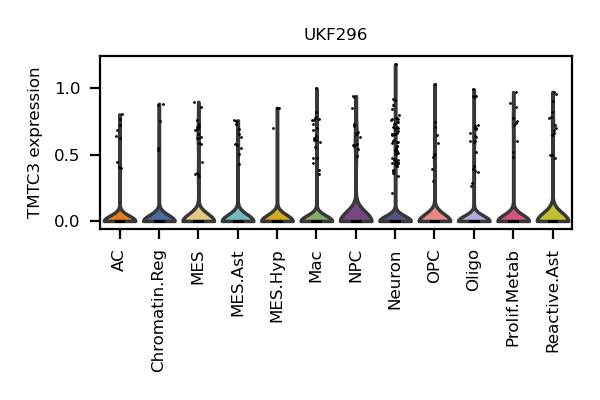 UKF296
TMTC3 expression
1.0
0.5
0.0
AC
Chromatin.Reg
MES
MES.Ast
MES.Hyp
Mac
NPC
Neuron
OPC
Oligo
Prolif.Metab
Reactive.Ast